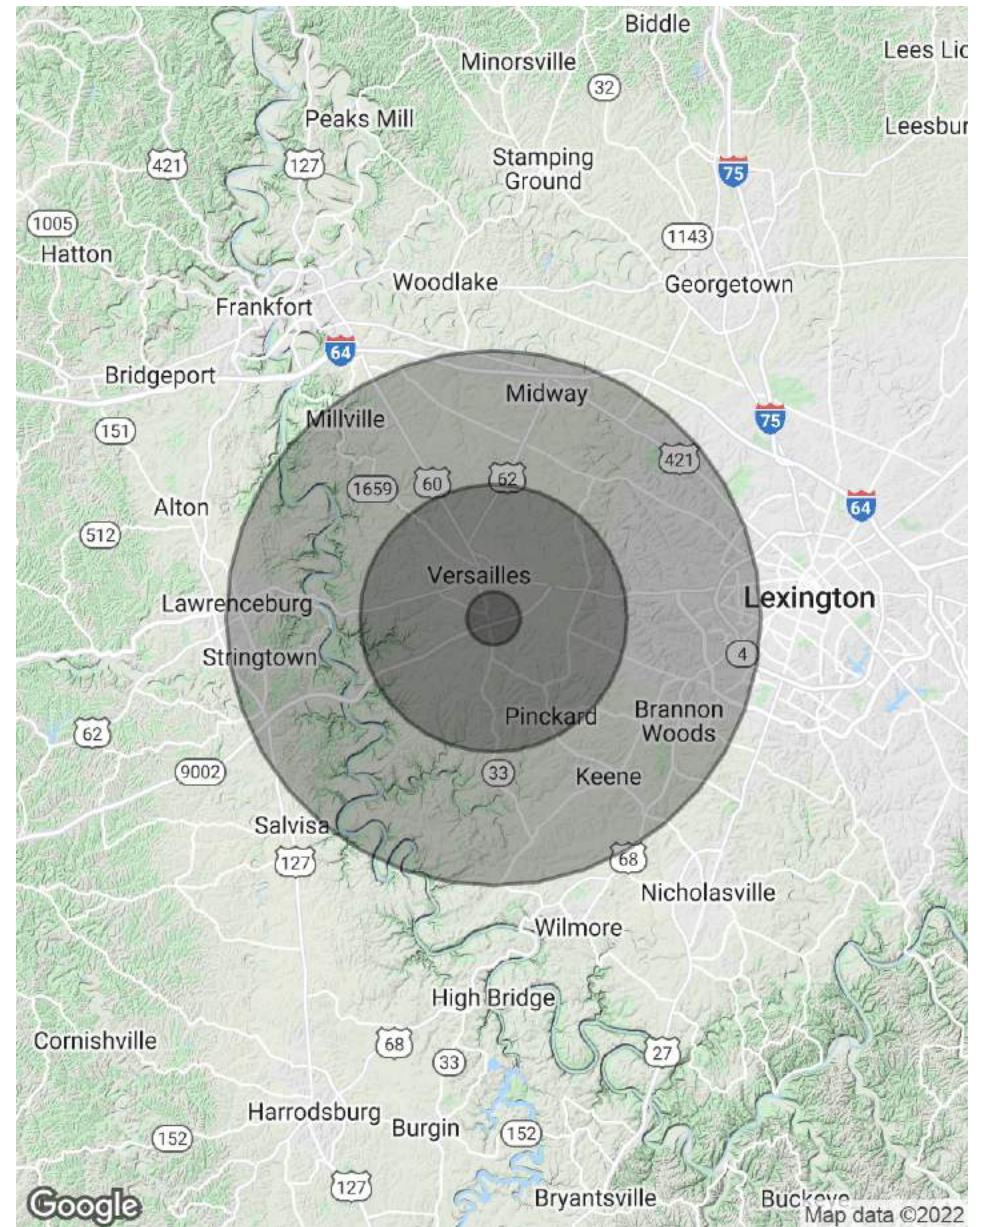 Biddle
Lees Lic
Minorsville
32
Peaks Mill
Leesbur
421
127
Stamping
Ground
75
1005
1143
Hatton
Woodlake
Georgetown
Frankfort
64
Bridgeport
Midway
Millville
75
151
421
1659
60
62
Alton
64
512
Versailles
Lawrenceburg
Lexington
Stringtown
4
Pinckard
Brannon
Woods
62
9002
33
Keene
Salvisa
127
68
Nicholasville
Wilmore
High Bridge
Cornishville
68
33
27
Harrodsburg
Burgin
152
152
127
Bryantsville
Buckeye
Google
Map data ©2022